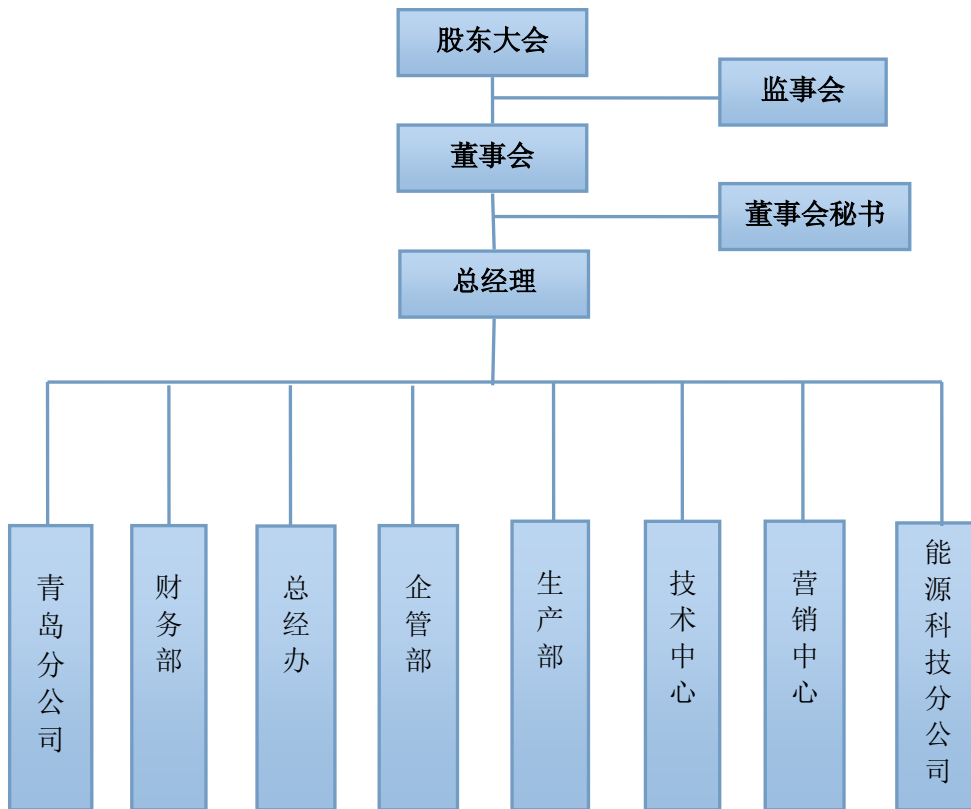 股东大会
监事会
董事会
董事会秘书
总经理
青岛分公司
财务部
总经办
企管部
生产部
技术中心
营销中心
能源科技分公司